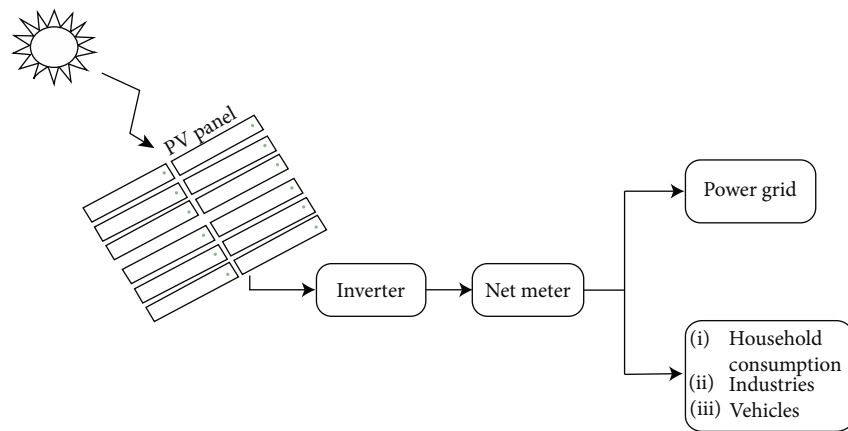 PV panel
Power grid
Inverter
Net meter
(i) Household
consumption
(ii) Industries
(iii) Vehicles